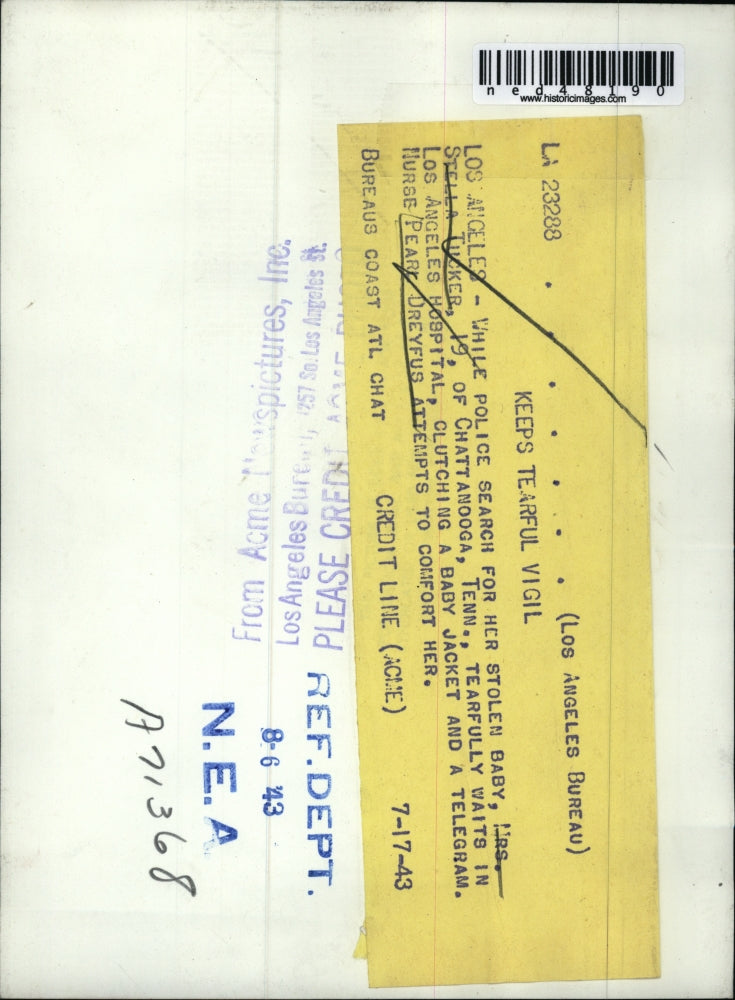 ned48190
www.historicimages.com
LA 23288 . . . . . . (LOS ANGELES BUREAU)
KEEPS TEARFUL VIGIL
LOS ANGELES - WHILE POLICE SEARCH FOR HER STOLEN BABY, MRS.
STELLA TUCKER, 19, OF CHATTANOOGA, TENN., TEARFULLY WAITS IN
LOS ANGELES HOSPITAL, CLUTCHING A BABY JACKET AND A TELEGRAM.
NURSE PEARL DREYFUS ATTEMPTS TO COMFORT HER.
BUREAUS COAST ATL CHAT CREDIT LINE (ACME) 7-17-43
PLEASE CREDIT ACME
Los Angeles Bureau, 1257 So. Los Angeles St.
From Acme Newspictures, Inc.
REF. DEPT.
8-6 43
N.E.A.
A71368